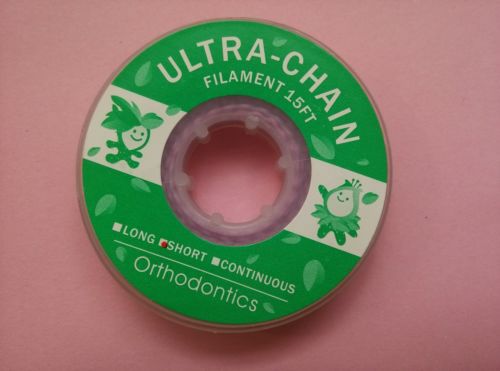 ULTRA-CHAIN
FILAMENT 15FT
LONG SHORT CONTINUOUS
Orthodontics